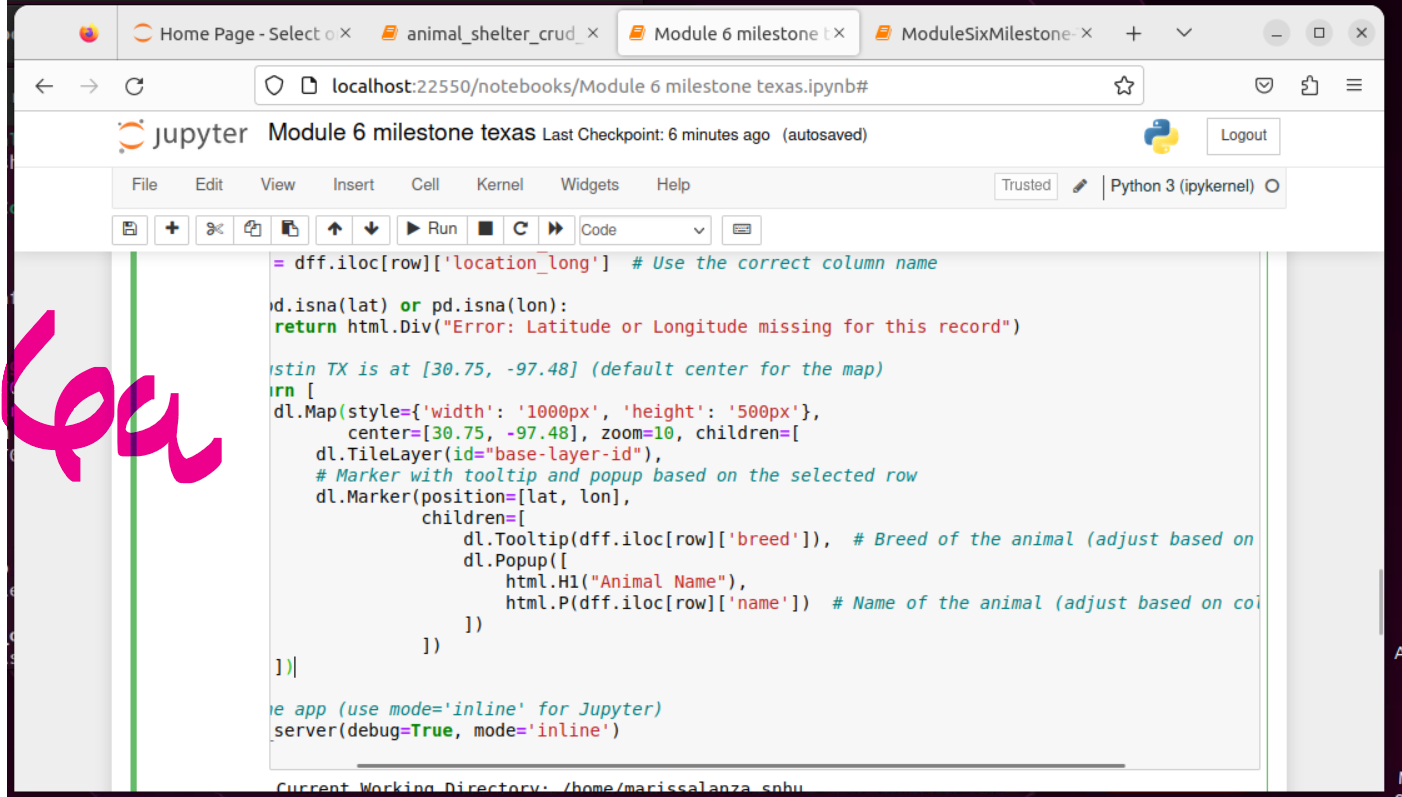 Home Page - Select o
animal_shelter_crud_
Module 6 milestone t
ModuleSixMilestone-
localhost:22550/notebooks/Module 6 milestone texas.ipynb#
jupyter Module 6 milestone texas Last Checkpoint: 6 minutes ago (autosaved)
Logout
File Edit View Insert Cell Kernel Widgets Help
Trusted
Python 3 (ipykernel)
Run
Code
= dff.iloc[row]['location_long']  # Use the correct column name
d.isna(lat) or pd.isna(lon):
return html.Div("Error: Latitude or Longitude missing for this record")
ustin TX is at [30.75, -97.48] (default center for the map)
urn [
dl.Map(style={'width': '1000px', 'height': '500px'},
center=[30.75, -97.48], zoom=10, children=[
dl.TileLayer(id="base-layer-id"),
# Marker with tooltip and popup based on the selected row
dl.Marker(position=[lat, lon],
children=[
dl.Tooltip(dff.iloc[row]['breed']),  # Breed of the animal (adjust based on
dl.Popup([
html.H1("Animal Name"),
html.P(dff.iloc[row]['name'])  # Name of the animal (adjust based on col
])
])
])
he app (use mode='inline' for Jupyter)
_server(debug=True, mode='inline')
Current Working Directory: /home/marissalanza_snhu